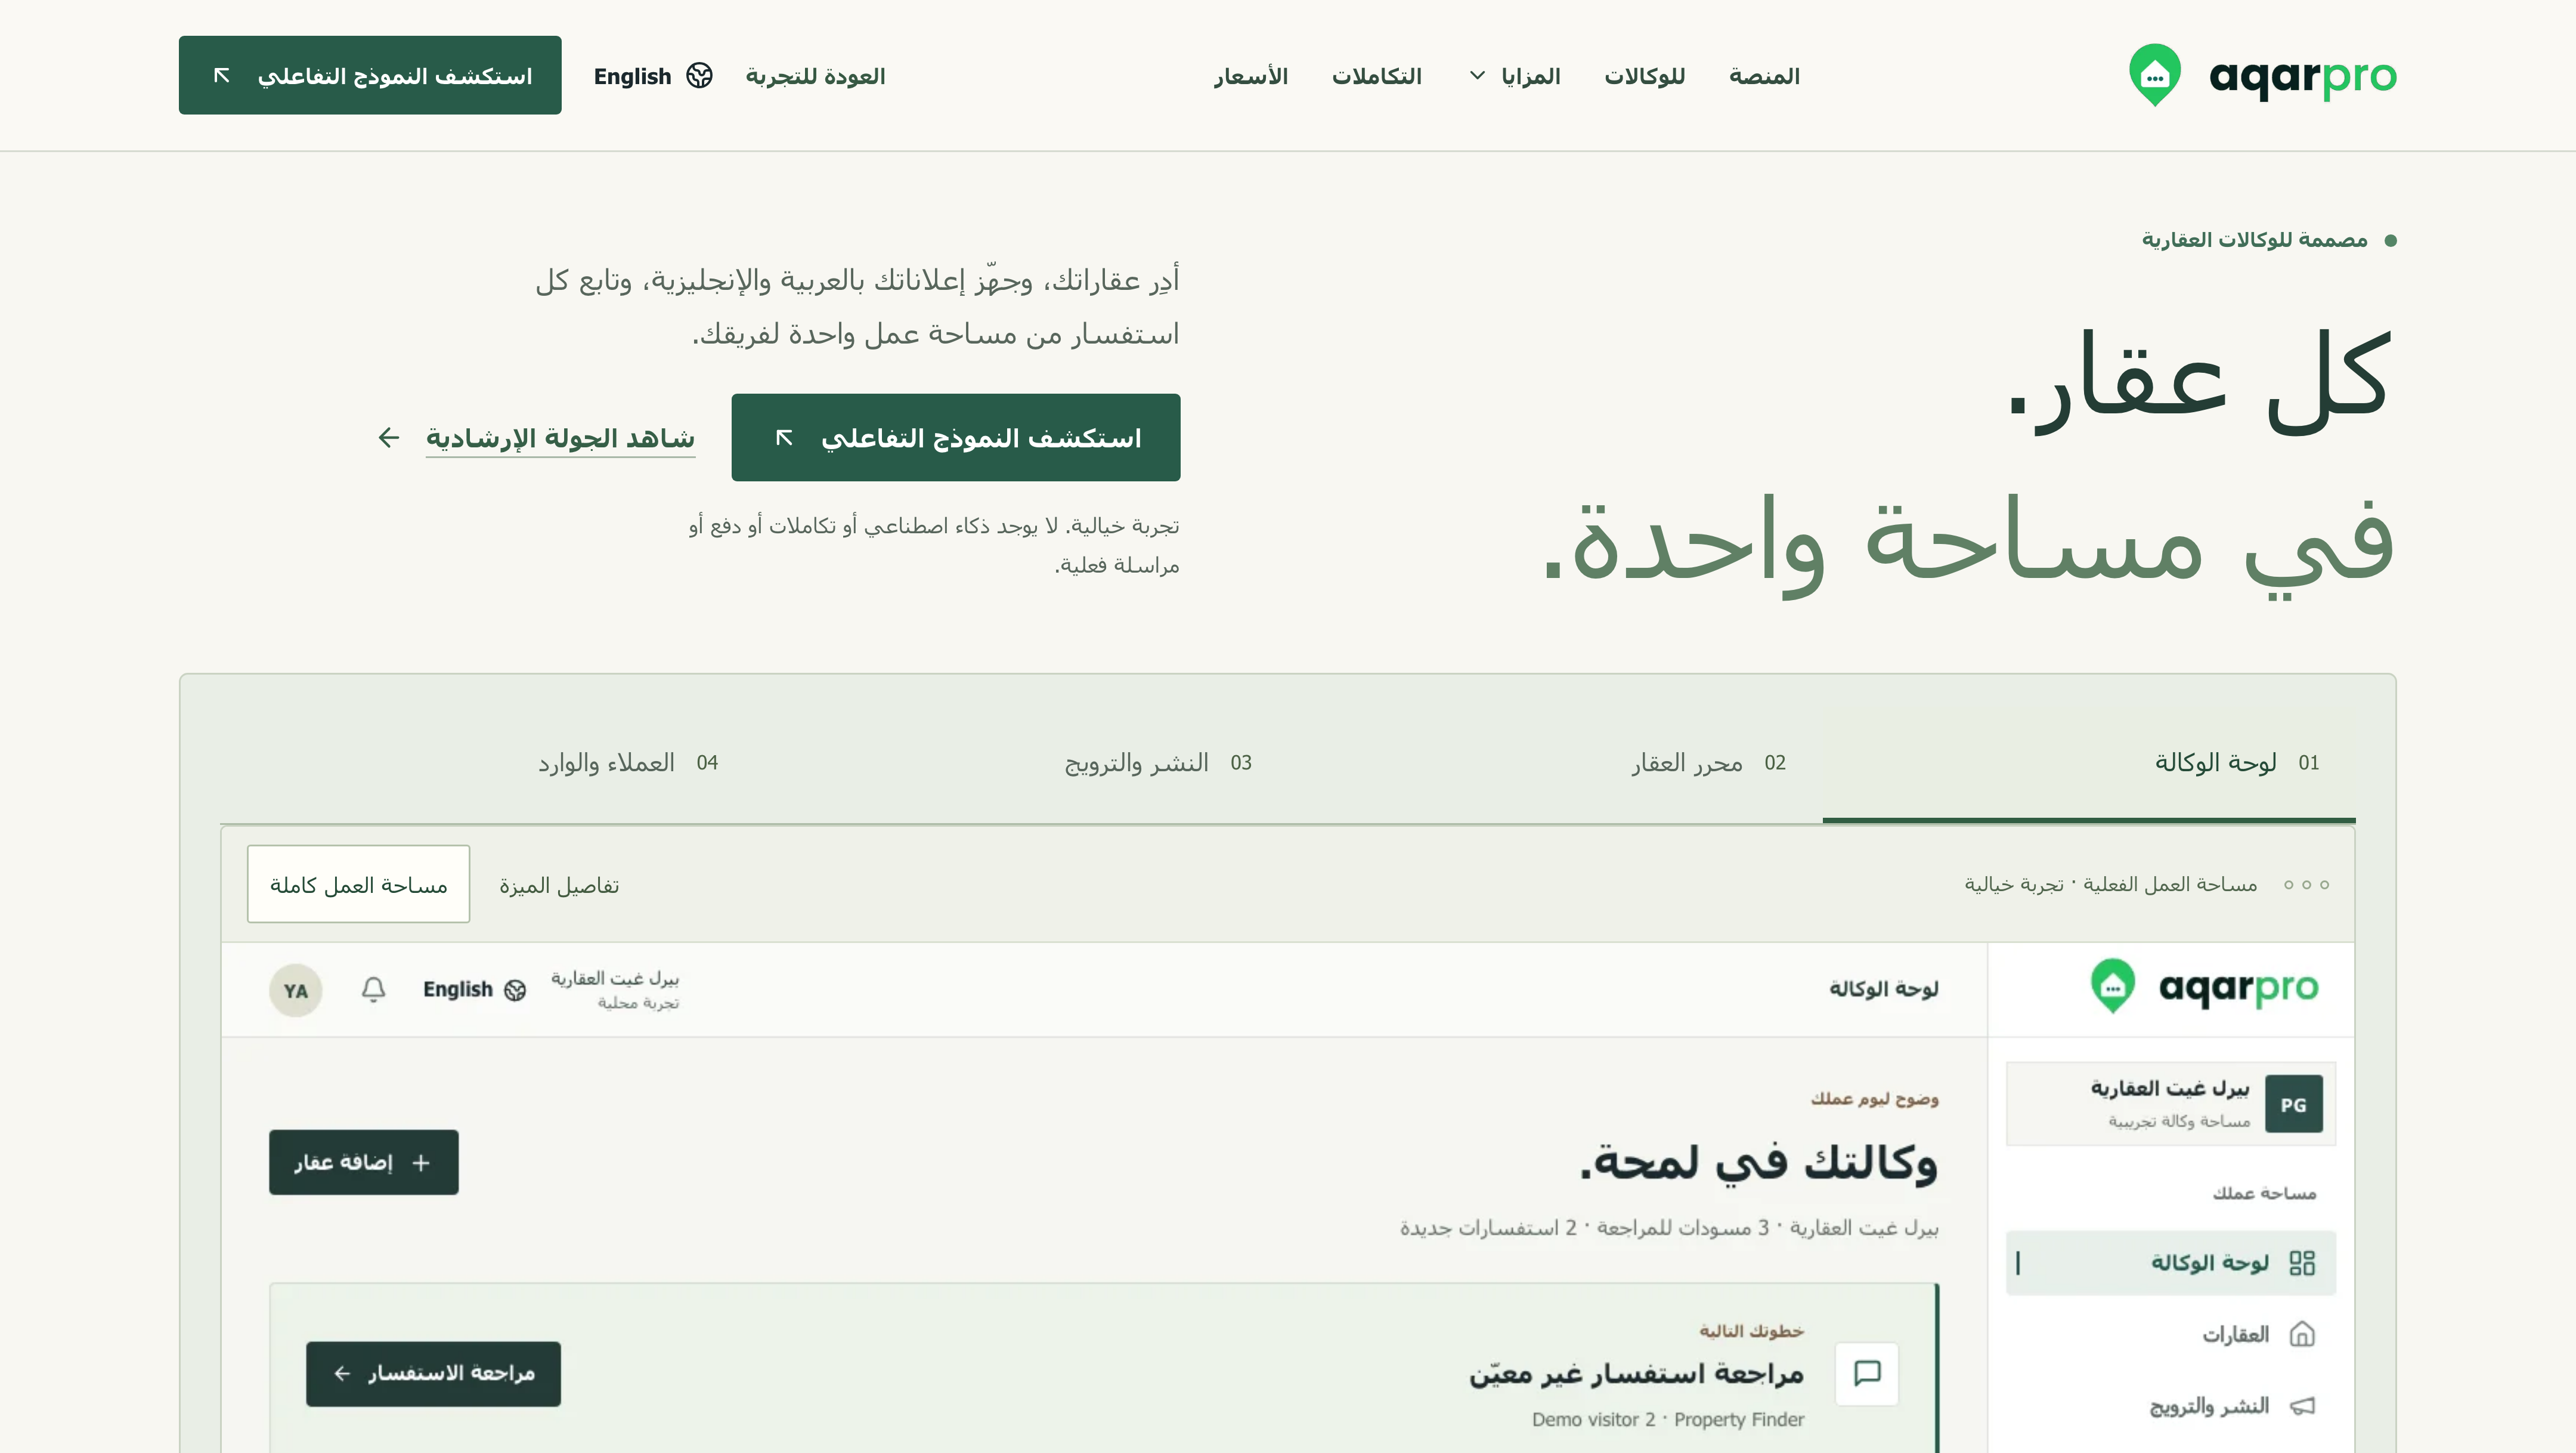 aqarpro
المنصة
للوكالات
المزايا
التكاملات
الأسعار
العودة للتجربة
English
استكشف النموذج التفاعلي
مصممة للوكالات العقارية
كل عقار.
في مساحة واحدة.
أدِر عقاراتك، وجهّز إعلاناتك بالعربية والإنجليزية، وتابع كل
استفسار من مساحة عمل واحدة لفريقك.
استكشف النموذج التفاعلي
شاهد الجولة الإرشادية
تجربة خيالية. لا يوجد ذكاء اصطناعي أو تكاملات أو دفع أو
مراسلة فعلية.
01 لوحة الوكالة
02 محرر العقار
03 النشر والترويج
04 العملاء والوارد
مساحة العمل الفعلية · تجربة خيالية
تفاصيل الميزة
مساحة العمل كاملة
aqarpro
لوحة الوكالة
بيرل غيت العقارية
تجربة محلية
English
YA
PG
بيرل غيت العقارية
مساحة وكالة تجريبية
مساحة عملك
لوحة الوكالة
العقارات
النشر والترويج
وضوح ليوم عملك
وكالتك في لمحة.
بيرل غيت العقارية · 3 مسودات للمراجعة · 2 استفسارات جديدة
إضافة عقار
خطوتك التالية
مراجعة استفسار غير معيّن
Demo visitor 2 · Property Finder
مراجعة الاستفسار